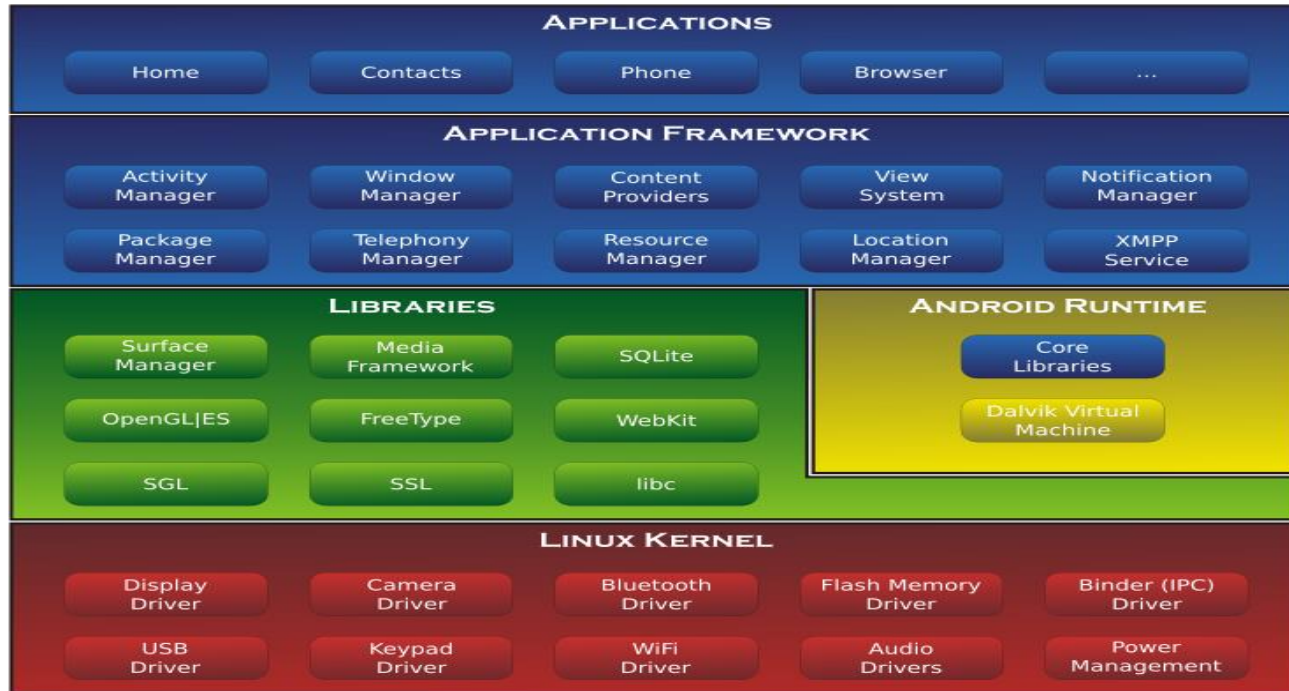 APPLICATIONS
Home
Contacts
Phone
Browser
...
APPLICATION FRAMEWORK
Activity
Manager
Window
Manager
Content
Providers
View
System
Notification
Manager
Package
Manager
Telephony
Manager
Resource
Manager
Location
Manager
XMPP
Service
LIBRARIES
Surface
Manager
Media
Framework
SQLite
OpenGL|ES
FreeType
WebKit
SGL
SSL
libc
ANDROID RUNTIME
Core
Libraries
Dalvik Virtual
Machine
LINUX KERNEL
Display
Driver
Camera
Driver
Bluetooth
Driver
Flash Memory
Driver
Binder (IPC)
Driver
USB
Driver
Keypad
Driver
WiFi
Driver
Audio
Drivers
Power
Management